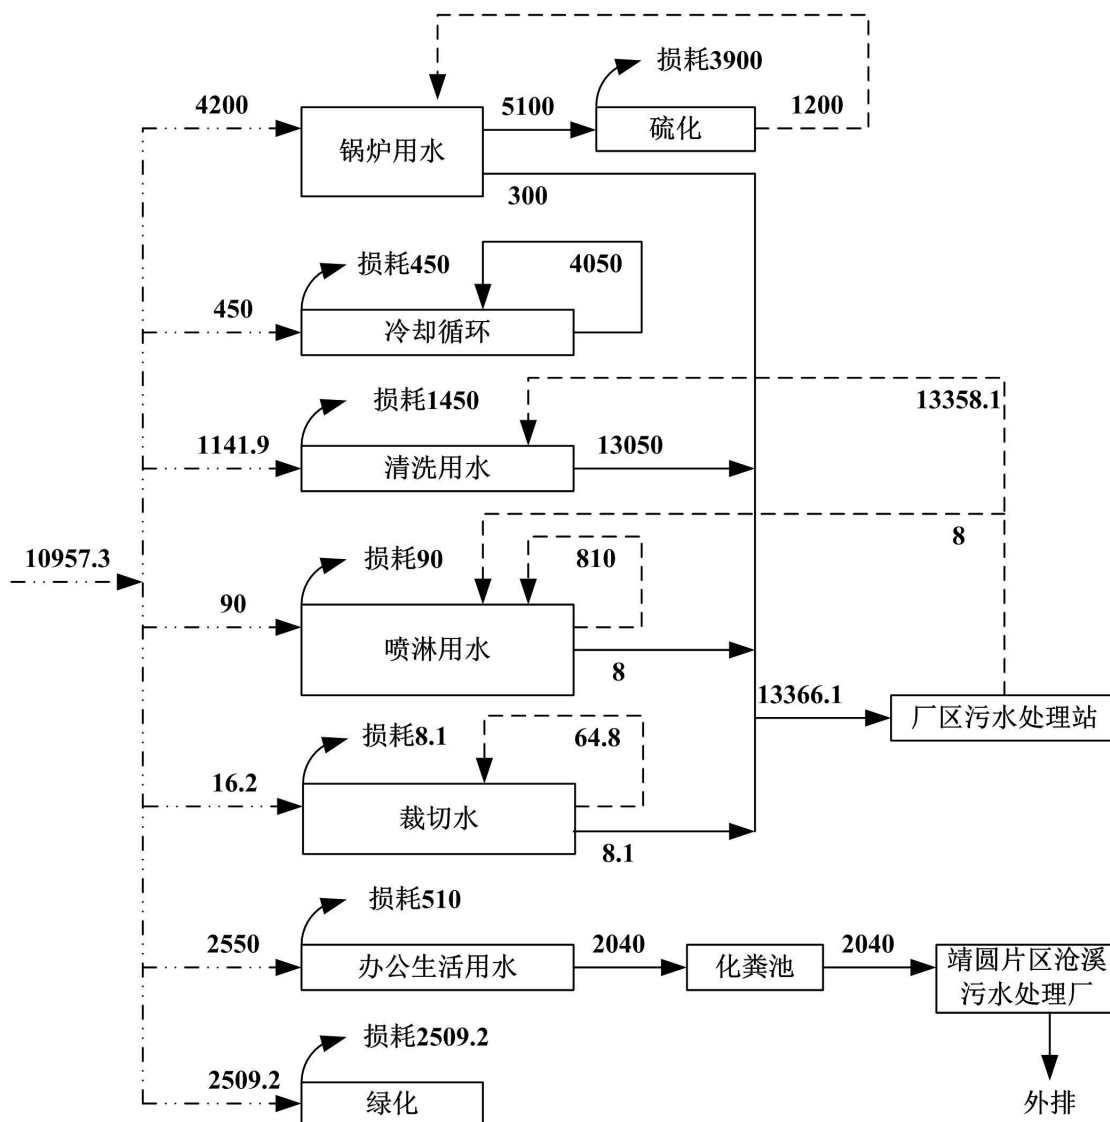 损耗3900
4200
5100
硫化
1200
锅炉用水
300
损耗450
4050
450
冷却循环
13358.1
损耗1450
1141.9
清洗用水
13050
8
10957.3
损耗90
810
90
喷淋用水
8
13366.1
厂区污水处理站
损耗8.1
64.8
16.2
裁切水
8.1
损耗510
2550
办公生活用水
2040
化粪池
2040
靖圆片区沧溪
污水处理厂
损耗2509.2
2509.2
绿化
外排